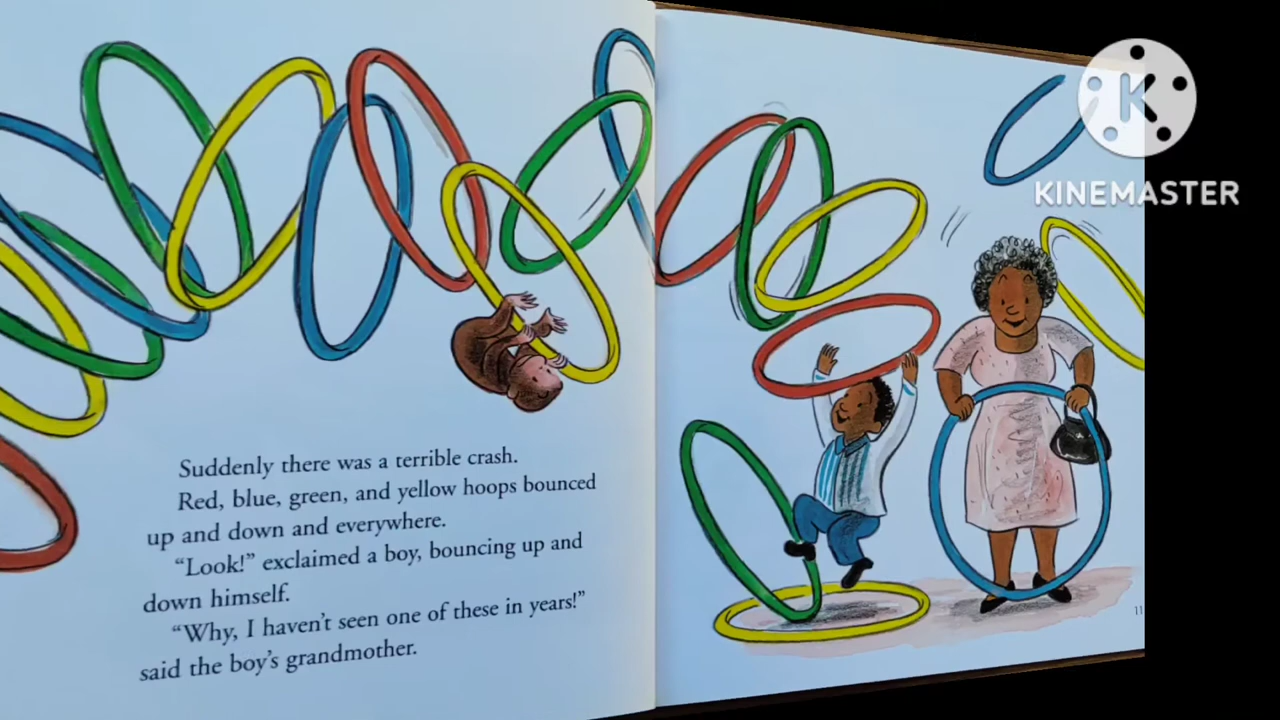 Suddenly there was a terrible crash.
Red, blue, green, and yellow hoops bounced
up and down and everywhere.
“Look!” exclaimed a boy, bouncing up and
down himself.
“Why, I haven’t seen one of these in years!”
said the boy’s grandmother.
11
K
KINEMASTER